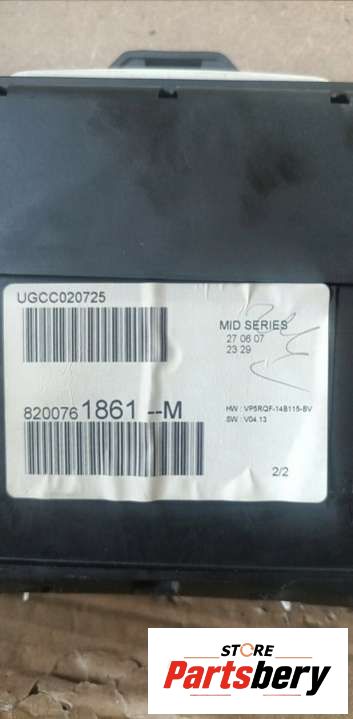 UGCC020725
MID SERIES
27 06 07
23 29
8200761861--M
HW : VP5RQF-14B115-BV
SW : V04.13
2/2
STORE
Partsbery